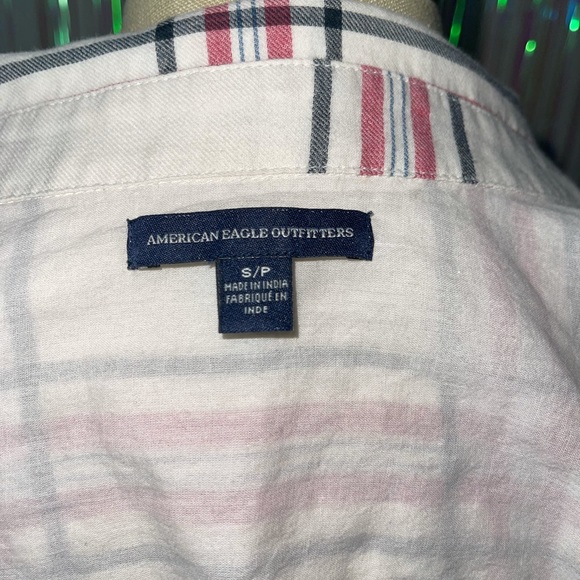 AMERICAN EAGLE OUTFITTERS
S/P
MADE IN INDIA
FABRIQUÉ EN
INDE